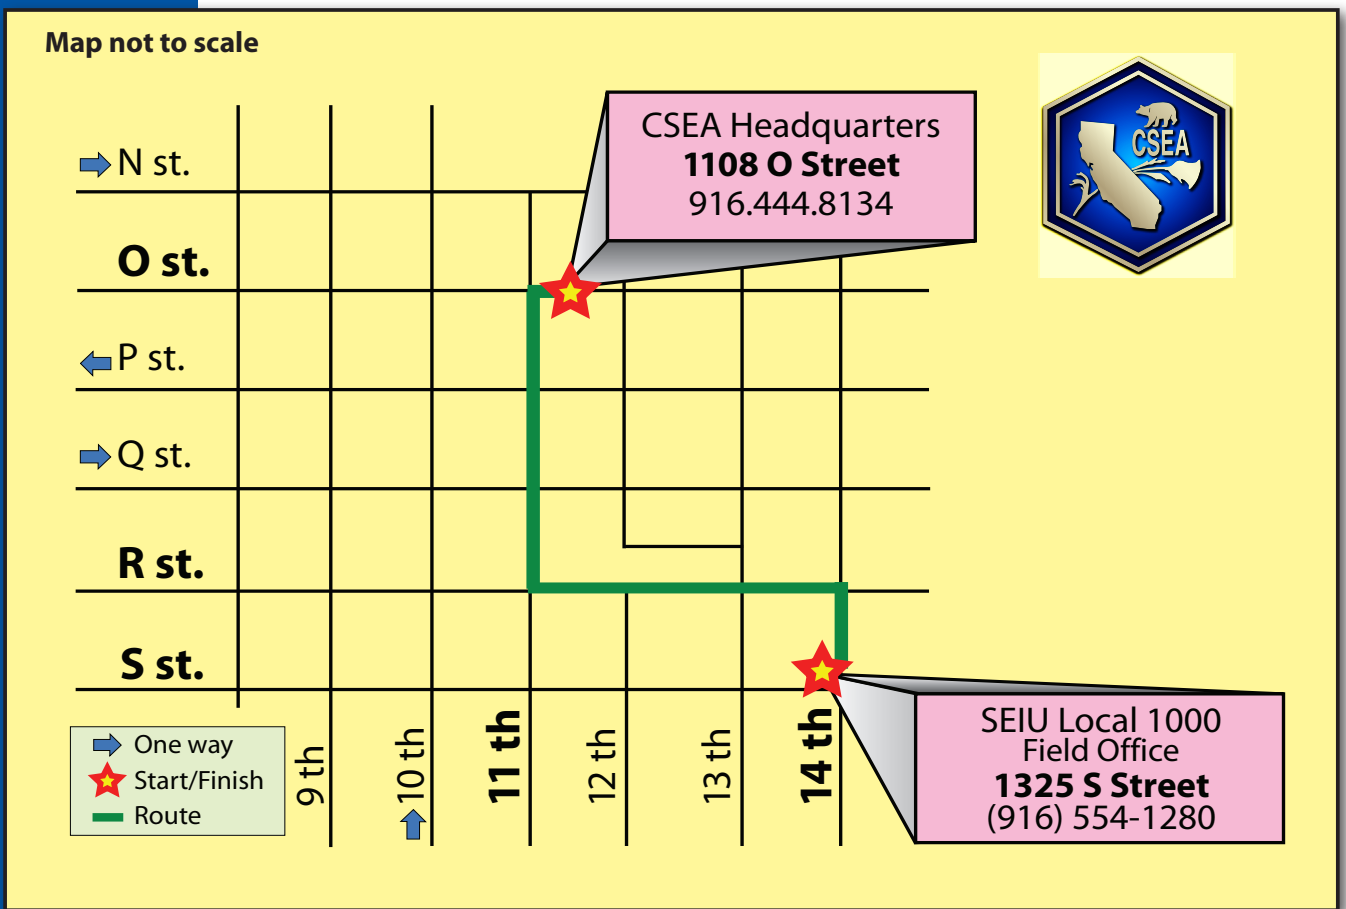 Map not to scale
CSEA Headquarters
1108 O Street
916.444.8134
CSEA
N st.
O st.
P st.
Q st.
R st.
S st.
9 th
10 th
11 th
12 th
13 th
14 th
One way
Start/Finish
Route
SEIU Local 1000
Field Office
1325 S Street
(916) 554-1280